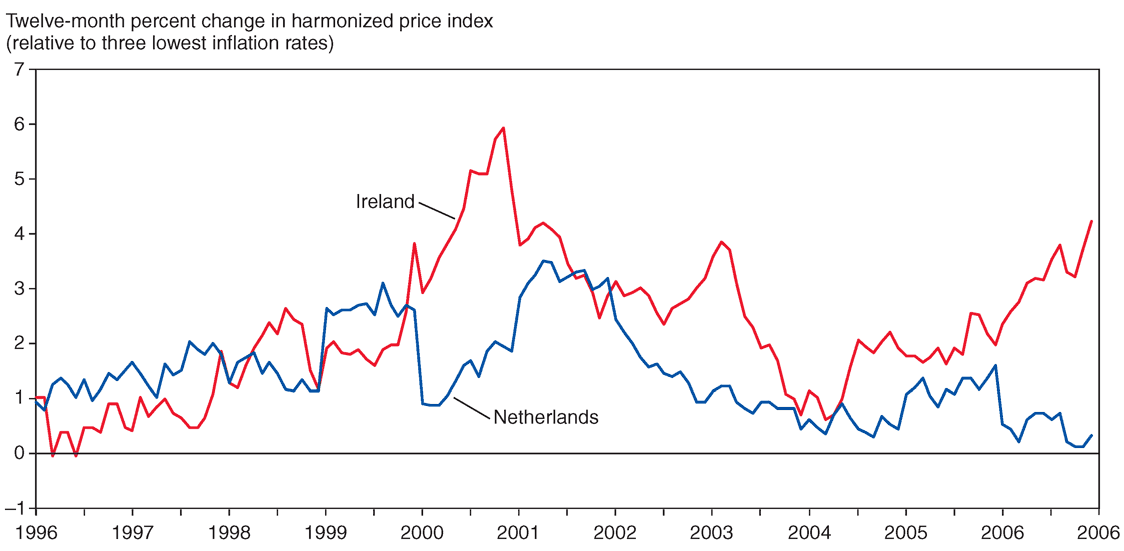 Twelve-month percent change in harmonized price index
(relative to three lowest inflation rates)
7
6
5
4
3
2
1
0
–1
Ireland
Netherlands
1996 1997 1998 1999 2000 2001 2002 2003 2004 2005 2006 2006